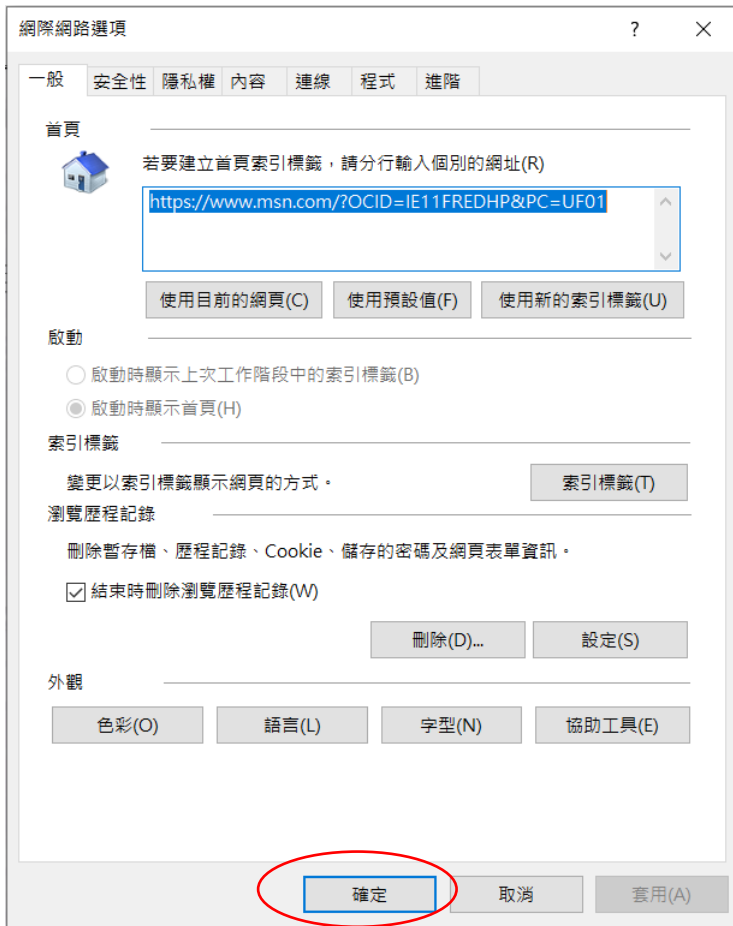 網際網路選項
?
一般 安全性 隱私權 內容 連線 程式 進階
首頁
若要建立首頁索引標籤，請分行輸入個別的網址(R)
https://www.msn.com/?OCID=IE11FREDHP&PC=UF01
使用目前的網頁(C) 使用預設值(F) 使用新的索引標籤(U)
啟動
啟動時顯示上次工作階段中的索引標籤(B)
啟動時顯示首頁(H)
索引標籤
變更以索引標籤顯示網頁的方式。 索引標籤(T)
瀏覽歷程記錄
刪除暫存檔、歷程記錄、Cookie、儲存的密碼及網頁表單資訊。
結束時刪除瀏覽歷程記錄(W)
刪除(D)... 設定(S)
外觀
色彩(O) 語言(L) 字型(N) 協助工具(E)
確定 取消 套用(A)